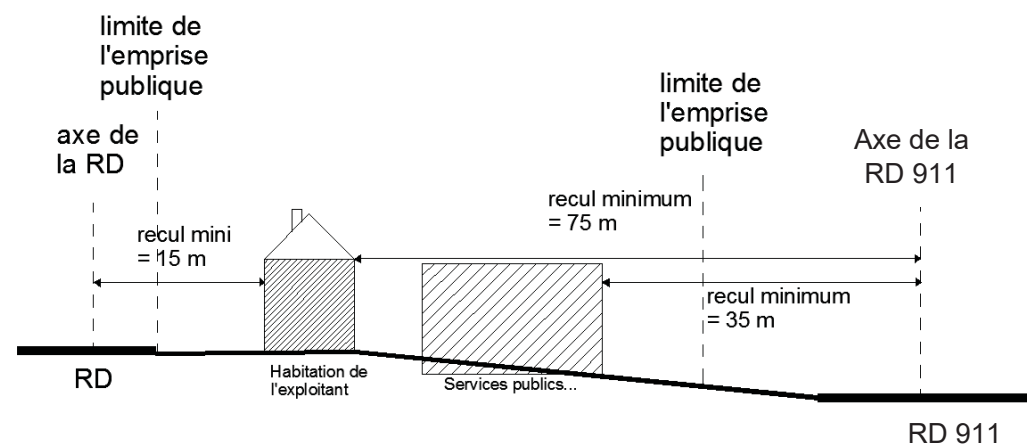 limite de
l'emprise
publique
axe de
la RD
limite de
l'emprise
publique
Axe de la
RD 911
recul minimum
= 75 m
recul mini
= 15 m
recul minimum
= 35 m
RD
Habitation de
l'exploitant
Services publics...
RD 911